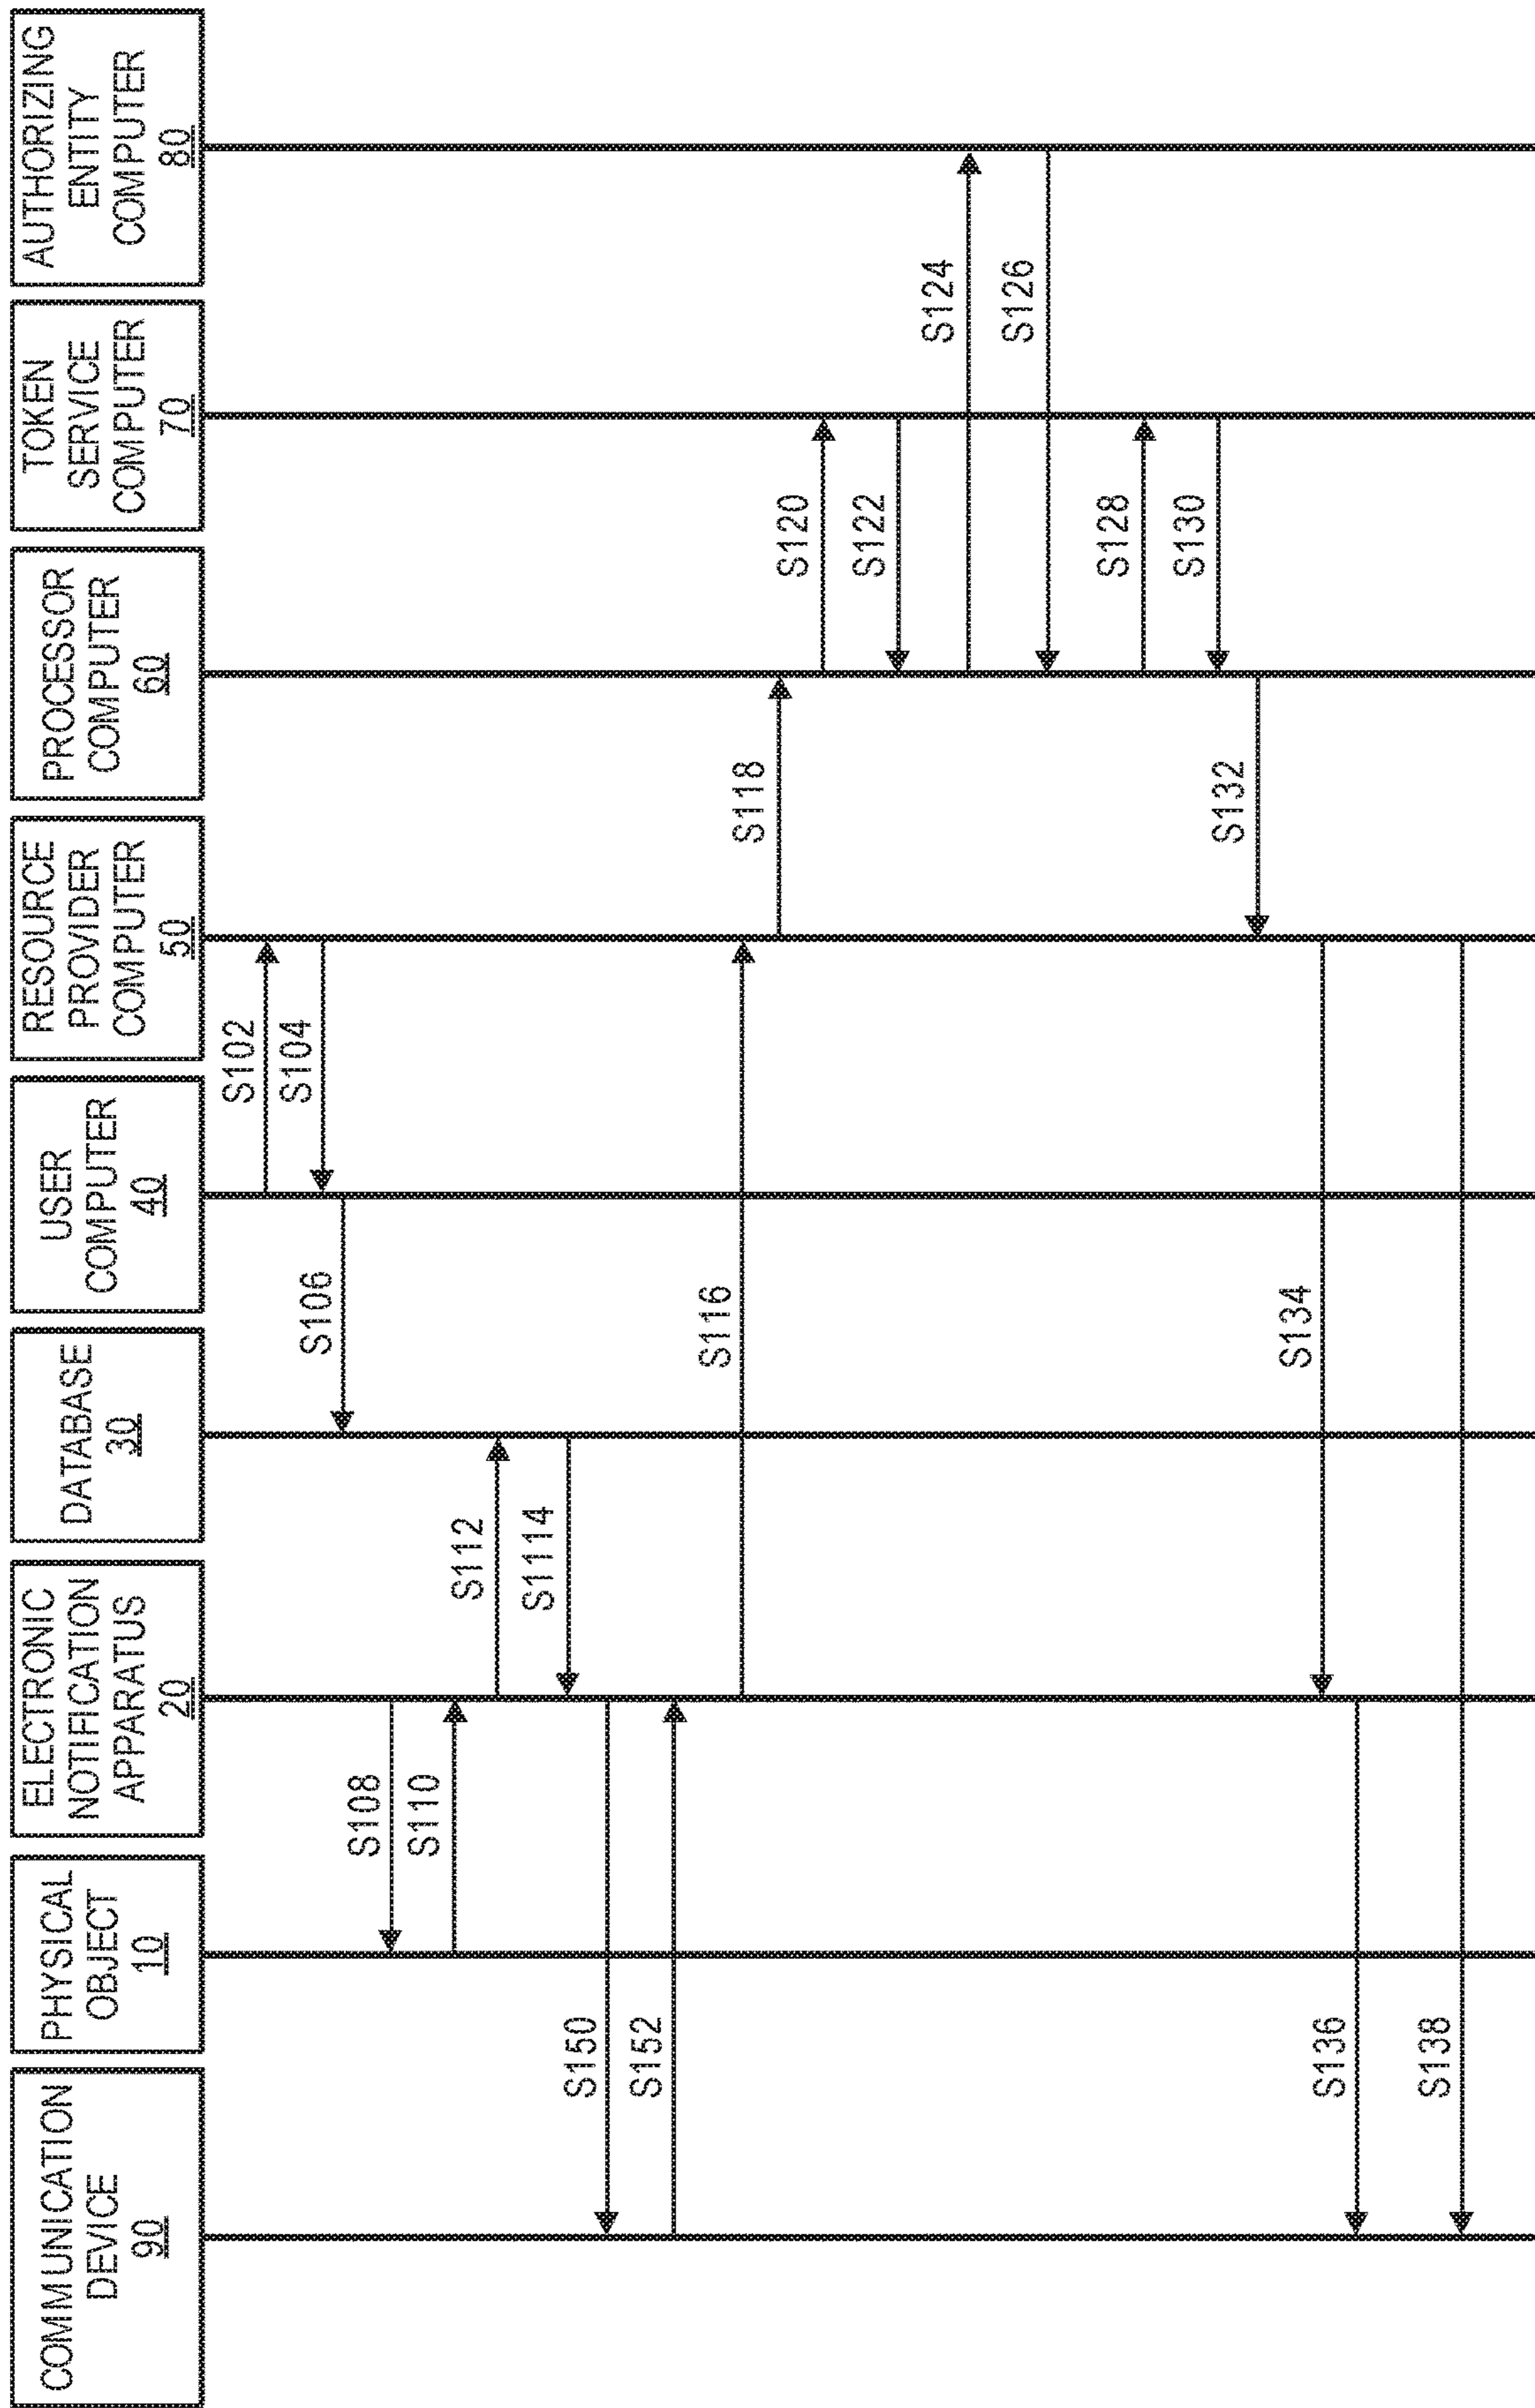 COMMUNICATION
DEVICE
90
PHYSICAL
OBJECT
10
ELECTRONIC
NOTIFICATION
APPARATUS
20
DATABASE
30
USER
COMPUTER
40
RESOURCE
PROVIDER
COMPUTER
50
PROCESSOR
COMPUTER
60
TOKEN
SERVICE
COMPUTER
70
AUTHORIZING
ENTITY
COMPUTER
80
S102
S104
S106
S108
S110
S112
S1114
S150
S152
S116
S118
S120
S122
S124
S126
S128
S130
S132
S134
S136
S138